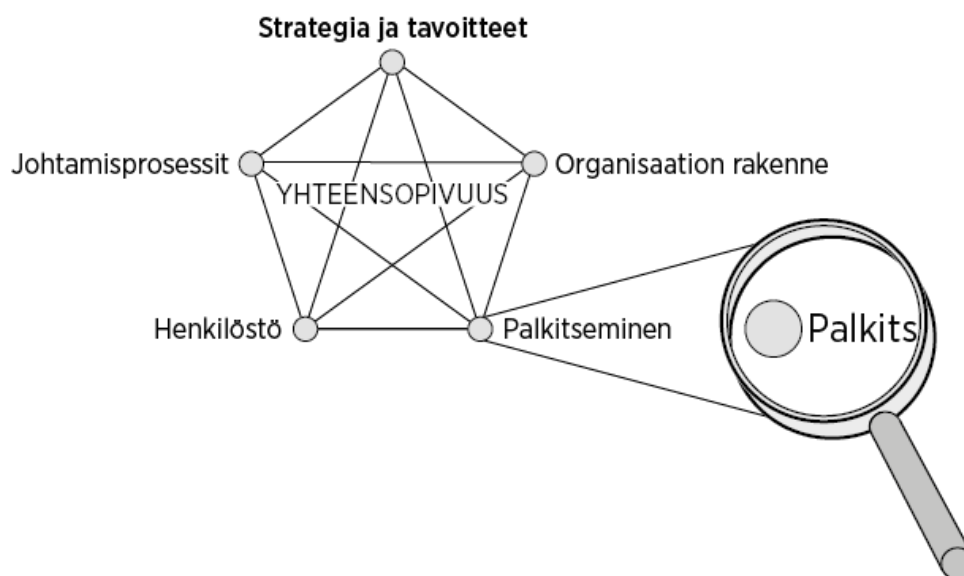 Strategia ja tavoitteet
Johtamisprosessit
Organisaation rakenne
YHTEENSOPIVUUS
Henkilöstö
Palkitseminen
Palkits